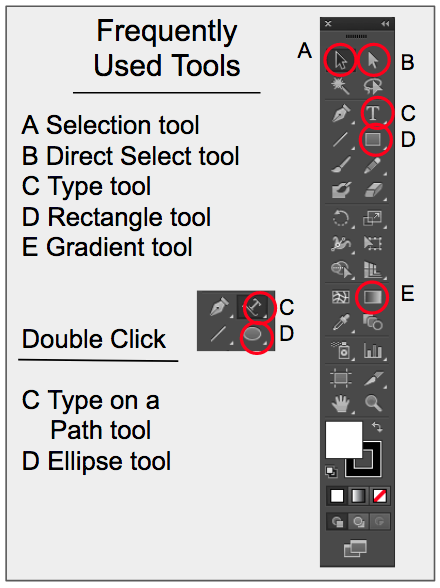 Frequently
Used Tools
A Selection tool
B Direct Select tool
C Type tool
D Rectangle tool
E Gradient tool
A
B
C
D
E
C
D
Double Click
C Type on a
Path tool
D Ellipse tool